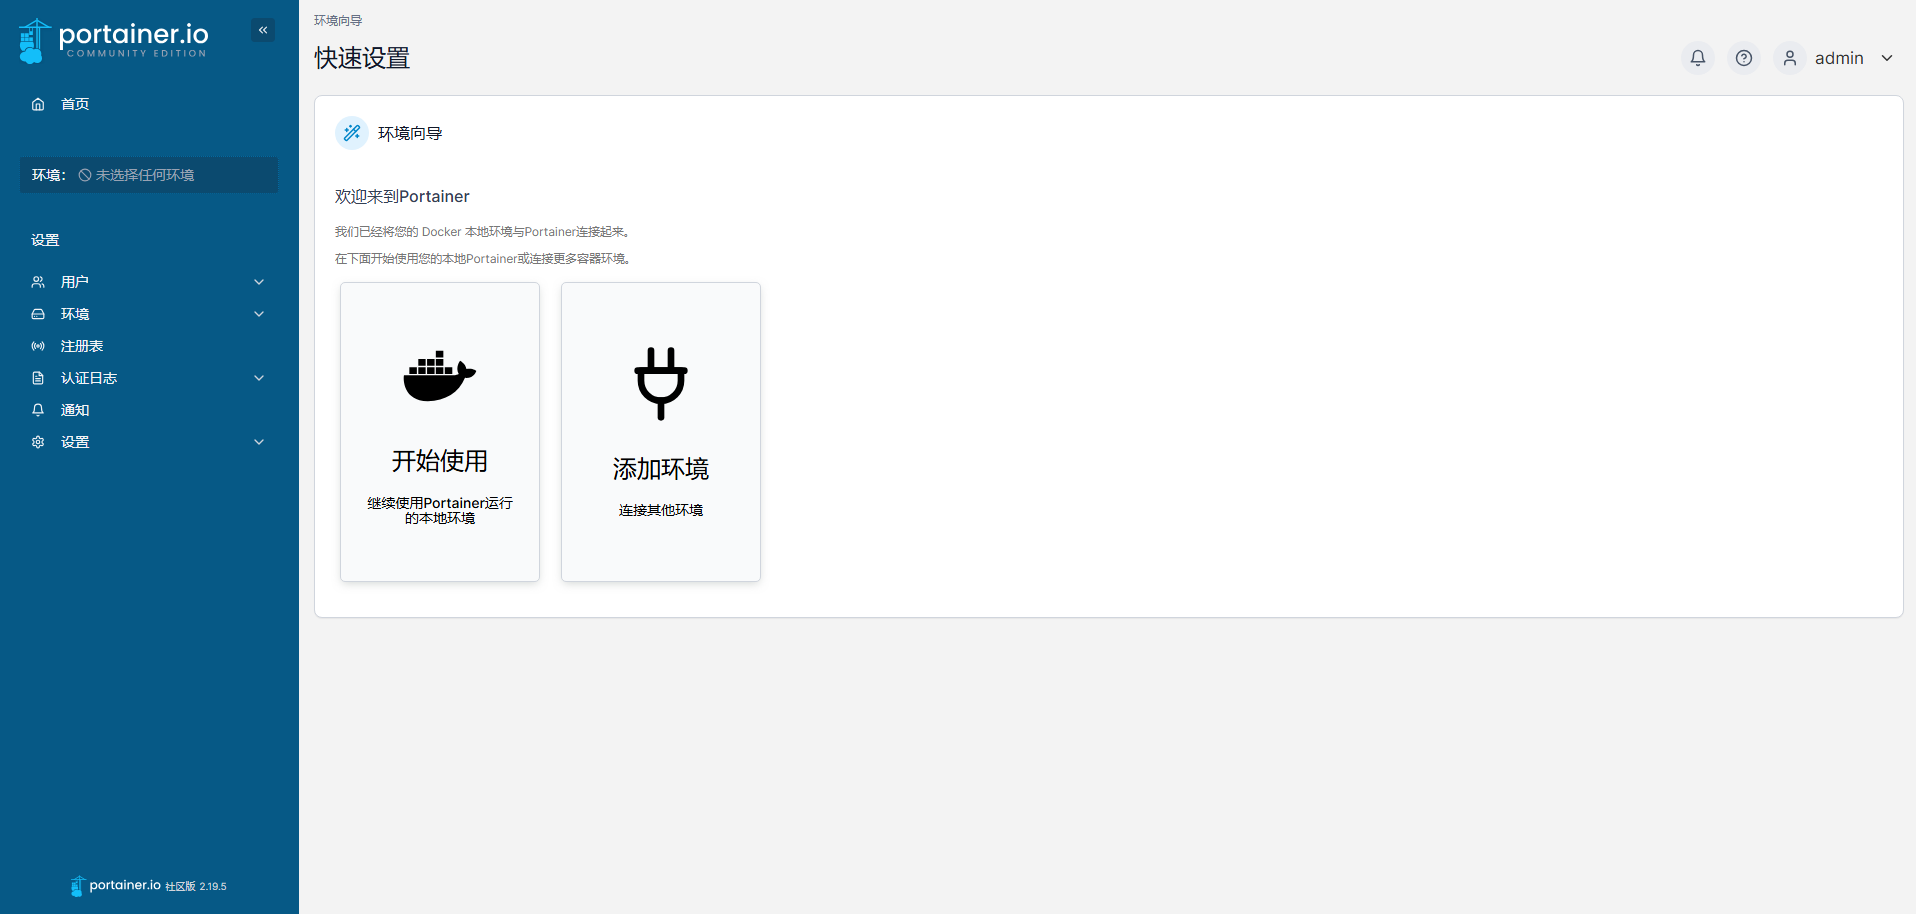 portainer.io
COMMUNITY EDITION
首页
环境: 未选择任何环境
设置
用户
环境
注册表
认证日志
通知
设置
portainer.io 社区版 2.19.5
环境向导
快速设置
admin
环境向导
欢迎来到Portainer
我们已经将您的 Docker 本地环境与Portainer连接起来。
在下面开始使用您的本地Portainer或连接更多容器环境。
开始使用
继续使用Portainer运行
的本地环境
添加环境
连接其他环境